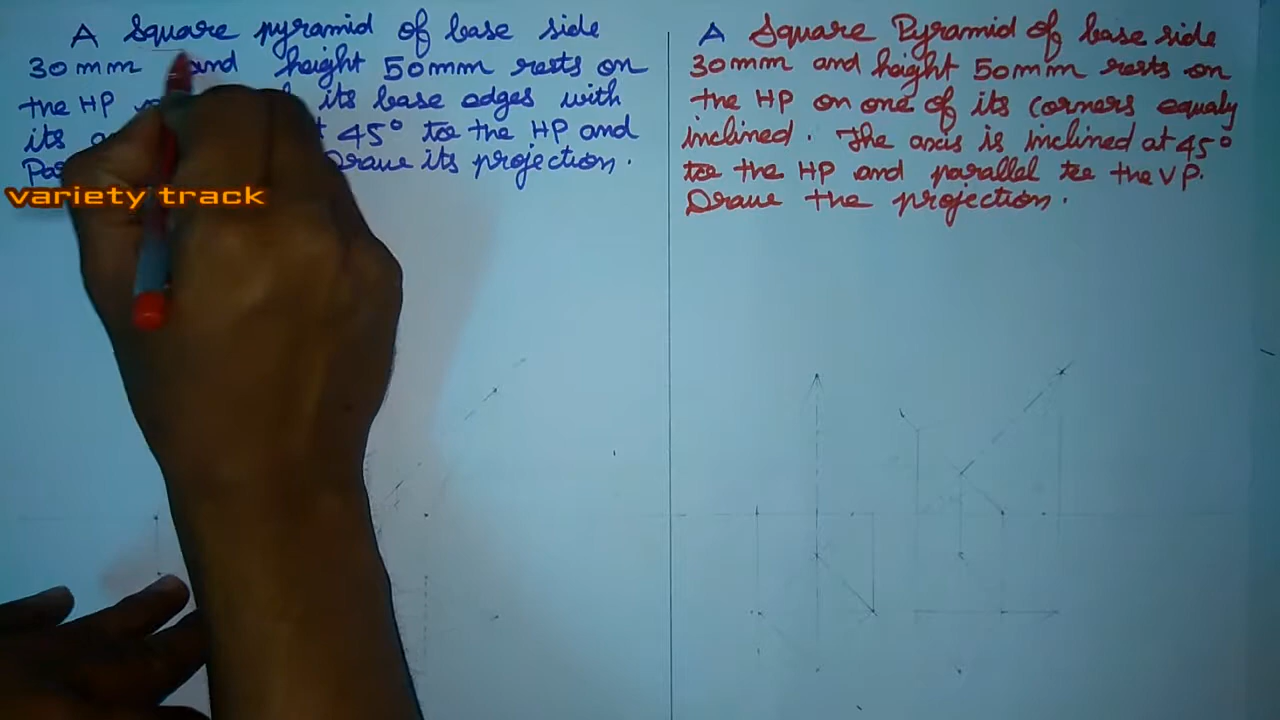 A Square pyramid of base side
30mm and height 50mm rests on
the HP its base edges with
its 45° to the HP and
Draw its projection.
variety track
A Square Pyramid of base side
30mm and height 50mm rests on
the HP on one of its corners equaly
inclined. The axis is inclined at 45°
to the HP and parallel to the VP.
Draw the projection.